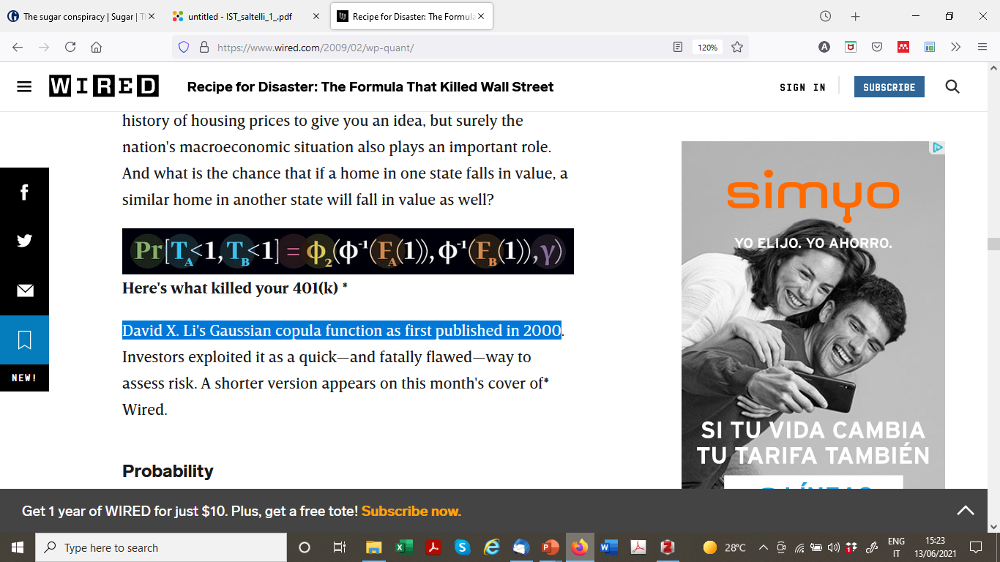 The sugar conspiracy | Sugar | T
untitled - IST_saltelli_1_.pdf
Recipe for Disaster: The Formula
https://www.wired.com/2009/02/wp-quant/
120%
WIRED
Recipe for Disaster: The Formula That Killed Wall Street
SIGN IN
SUBSCRIBE
history of housing prices to give you an idea, but surely the
nation's macroeconomic situation also plays an important role.
And what is the chance that if a home in one state falls in value, a
similar home in another state will fall in value as well?
Pr[T_A<1, T_B<1] = ϕ_2(ϕ⁻¹(F_A(1)), ϕ⁻¹(F_B(1)), γ)
Here's what killed your 401(k) *
David X. Li's Gaussian copula function as first published in 2000.
Investors exploited it as a quick—and fatally flawed—way to
assess risk. A shorter version appears on this month's cover of*
Wired.
Probability
NEW!
simyo
YO ELIJO. YO AHORRO.
SI TU VIDA CAMBIA
TU TARIFA TAMBIÉN
Get 1 year of WIRED for just $10. Plus, get a free tote! Subscribe now.
Type here to search
28°C
ENG
IT
15:23
13/06/2021